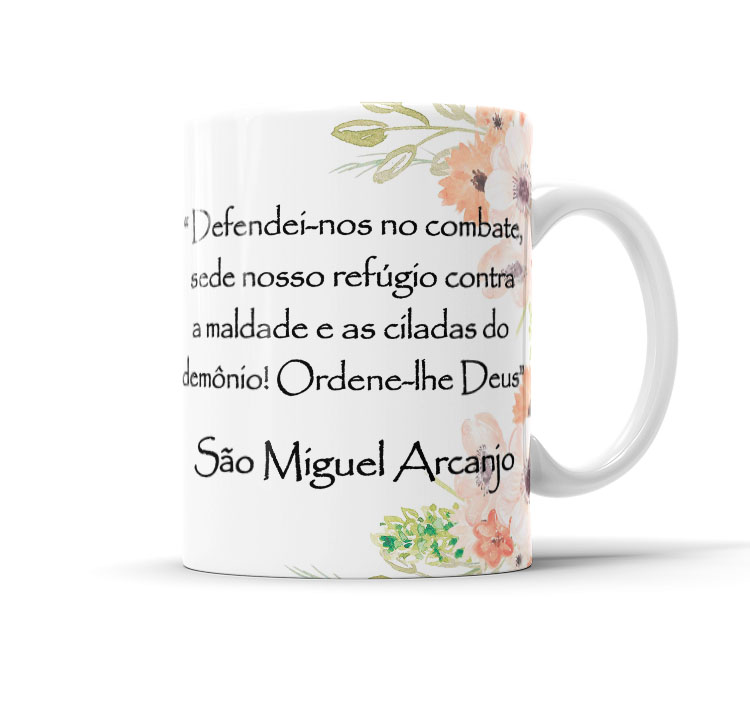 “Defendei-nos no combate,
sede nosso refúgio contra
a maldade e as ciladas do
demônio! Ordene-lhe Deus”
São Miguel Arcanjo